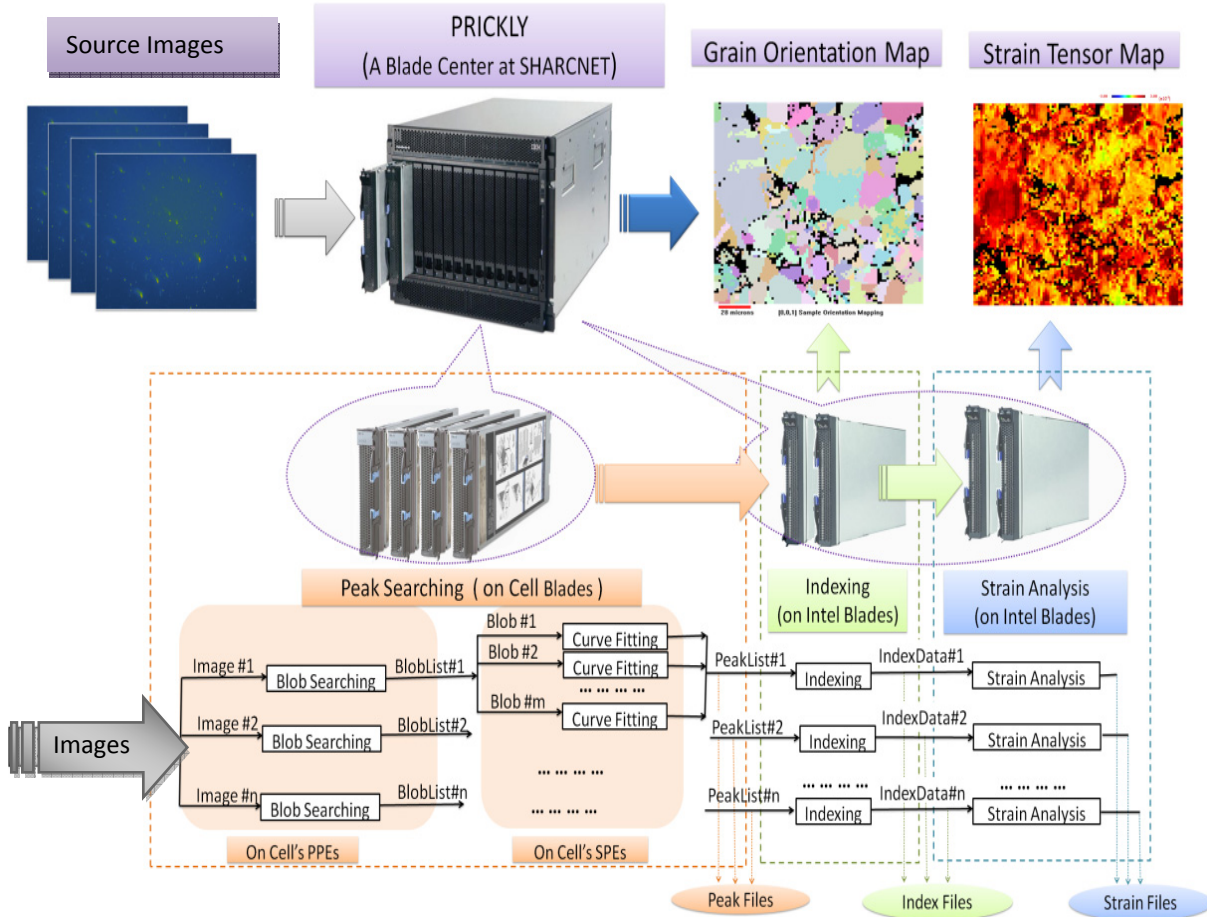 Source Images
PRICKLY
(A Blade Center at SHARCNET)
Grain Orientation Map
Strain Tensor Map
20 microns
[0,0,1] Sample Orientation Mapping
Peak Searching ( on Cell Blades )
Indexing
(on Intel Blades)
Strain Analysis
(on Intel Blades)
Images
Image #1
Blob Searching
BlobList#1
Blob #1
Curve Fitting
Blob #2
Curve Fitting
... ... ... ...
Blob #m
Curve Fitting
PeakList#1
Indexing
IndexData#1
Strain Analysis
Image #2
Blob Searching
BlobList#2
PeakList#2
Indexing
IndexData#2
Strain Analysis
... ... ... ...
... ... ... ...
... ... ... ...
Image #n
Blob Searching
BlobList#n
... ... ... ...
PeakList#n
Indexing
IndexData#n
Strain Analysis
On Cell's PPEs
On Cell's SPEs
Peak Files
Index Files
Strain Files